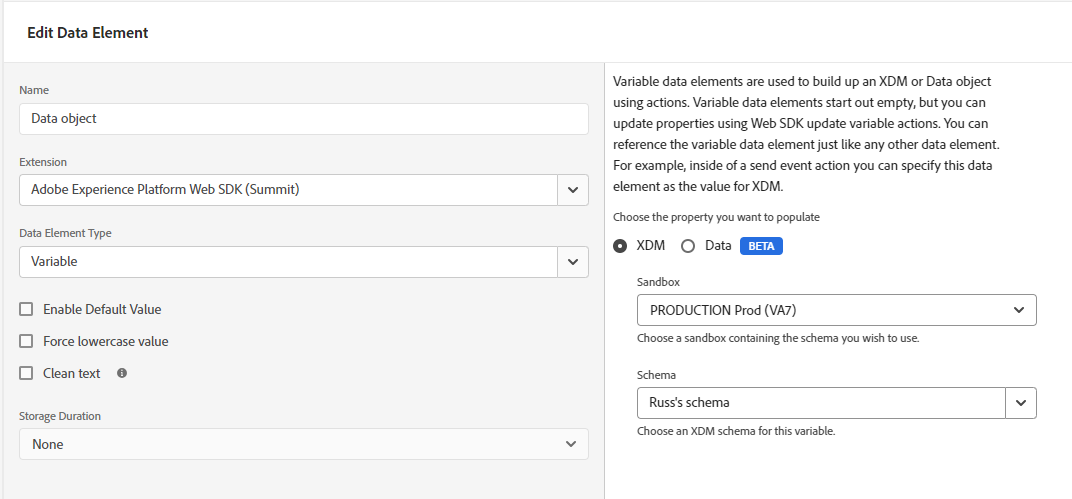 Edit Data Element
Name
Data object
Extension
Adobe Experience Platform Web SDK (Summit)
Data Element Type
Variable
Enable Default Value
Force lowercase value
Clean text
Storage Duration
None
Variable data elements are used to build up an XDM or Data object
using actions. Variable data elements start out empty, but you can
update properties using Web SDK update variable actions. You can
reference the variable data element just like any other data element.
For example, inside of a send event action you can specify this data
element as the value for XDM.
Choose the property you want to populate
XDM Data BETA
Sandbox
PRODUCTION Prod (VA7)
Choose a sandbox containing the schema you wish to use.
Schema
Russ's schema
Choose an XDM schema for this variable.